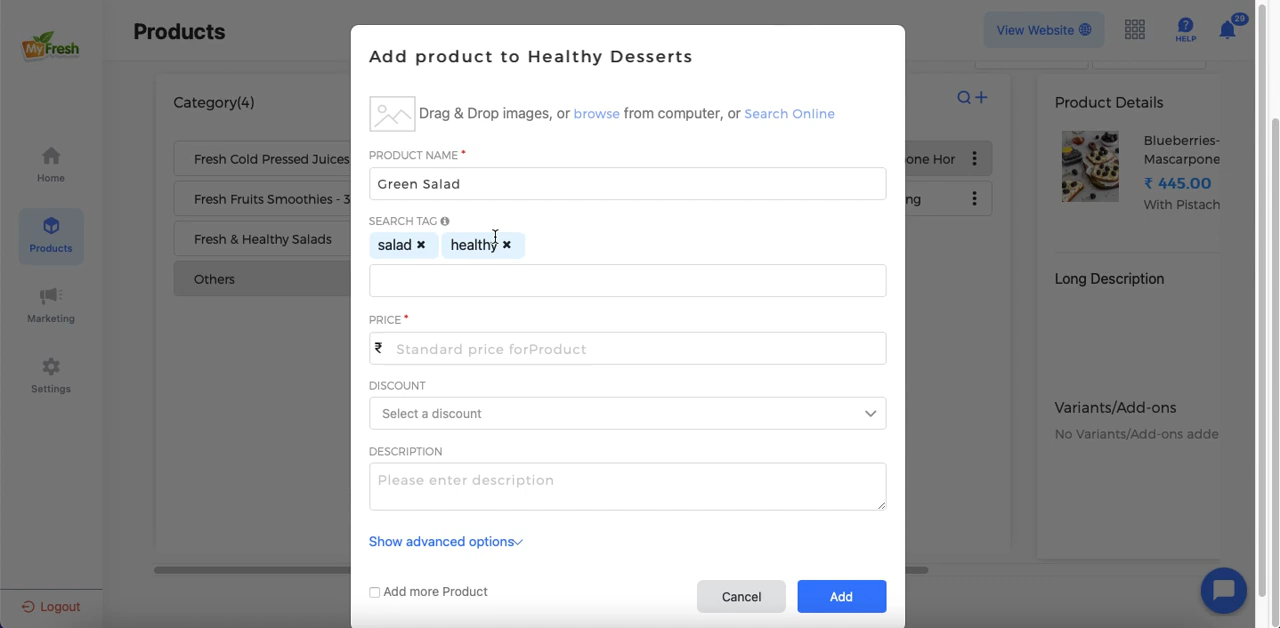 MyFresh
Products
View Website
HELP
29
Home
Products
Marketing
Settings
Logout
Category(4)
Fresh Cold Pressed Juices
Fresh Fruits Smoothies - 3
Fresh & Healthy Salads
Others
Add product to Healthy Desserts
Drag & Drop images, or browse from computer, or Search Online
PRODUCT NAME *
Green Salad
SEARCH TAG
salad ×
healthy ×
PRICE *
₹ Standard price forProduct
DISCOUNT
Select a discount
DESCRIPTION
Please enter description
Show advanced options
Add more Product
Cancel
Add
one Hor
ng
Product Details
Blueberries-
Mascarpone
₹ 445.00
With Pistach
Long Description
Variants/Add-ons
No Variants/Add-ons adde